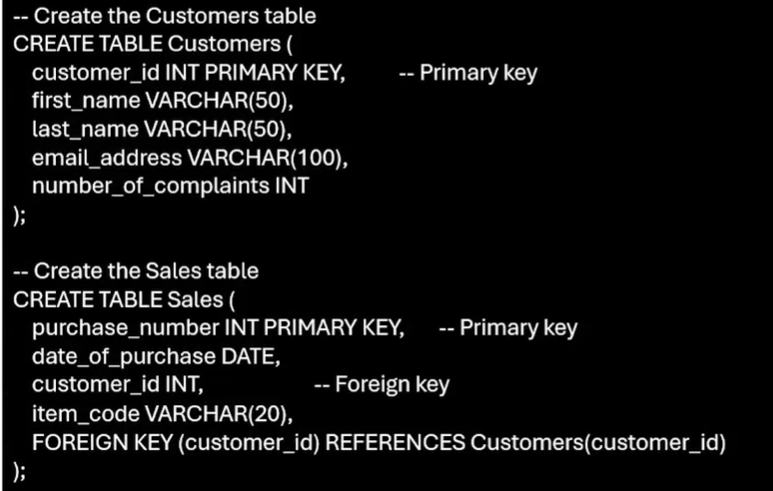 -- Create the Customers table
CREATE TABLE Customers (
customer_id INT PRIMARY KEY, -- Primary key
first_name VARCHAR(50),
last_name VARCHAR(50),
email_address VARCHAR(100),
number_of_complaints INT
);
-- Create the Sales table
CREATE TABLE Sales (
purchase_number INT PRIMARY KEY, -- Primary key
date_of_purchase DATE,
customer_id INT, -- Foreign key
item_code VARCHAR(20),
FOREIGN KEY (customer_id) REFERENCES Customers(customer_id)
);